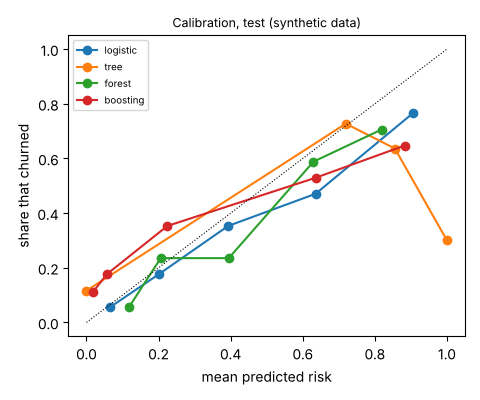 Calibration, test (synthetic data)
logistic
tree
forest
boosting
share that churned
1.0
0.8
0.6
0.4
0.2
0.0
0.0 0.2 0.4 0.6 0.8 1.0
mean predicted risk